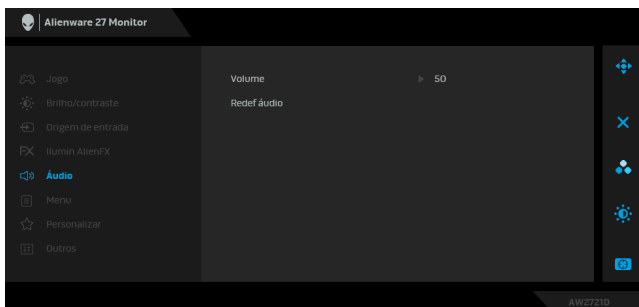 Alienware 27 Monitor
Jogo
Volume 50
Brilho/contraste
Redef áudio
Origem de entrada
FX Ilumin AlienFX
Áudio
Menu
Personalizar
Outros
AW2721D